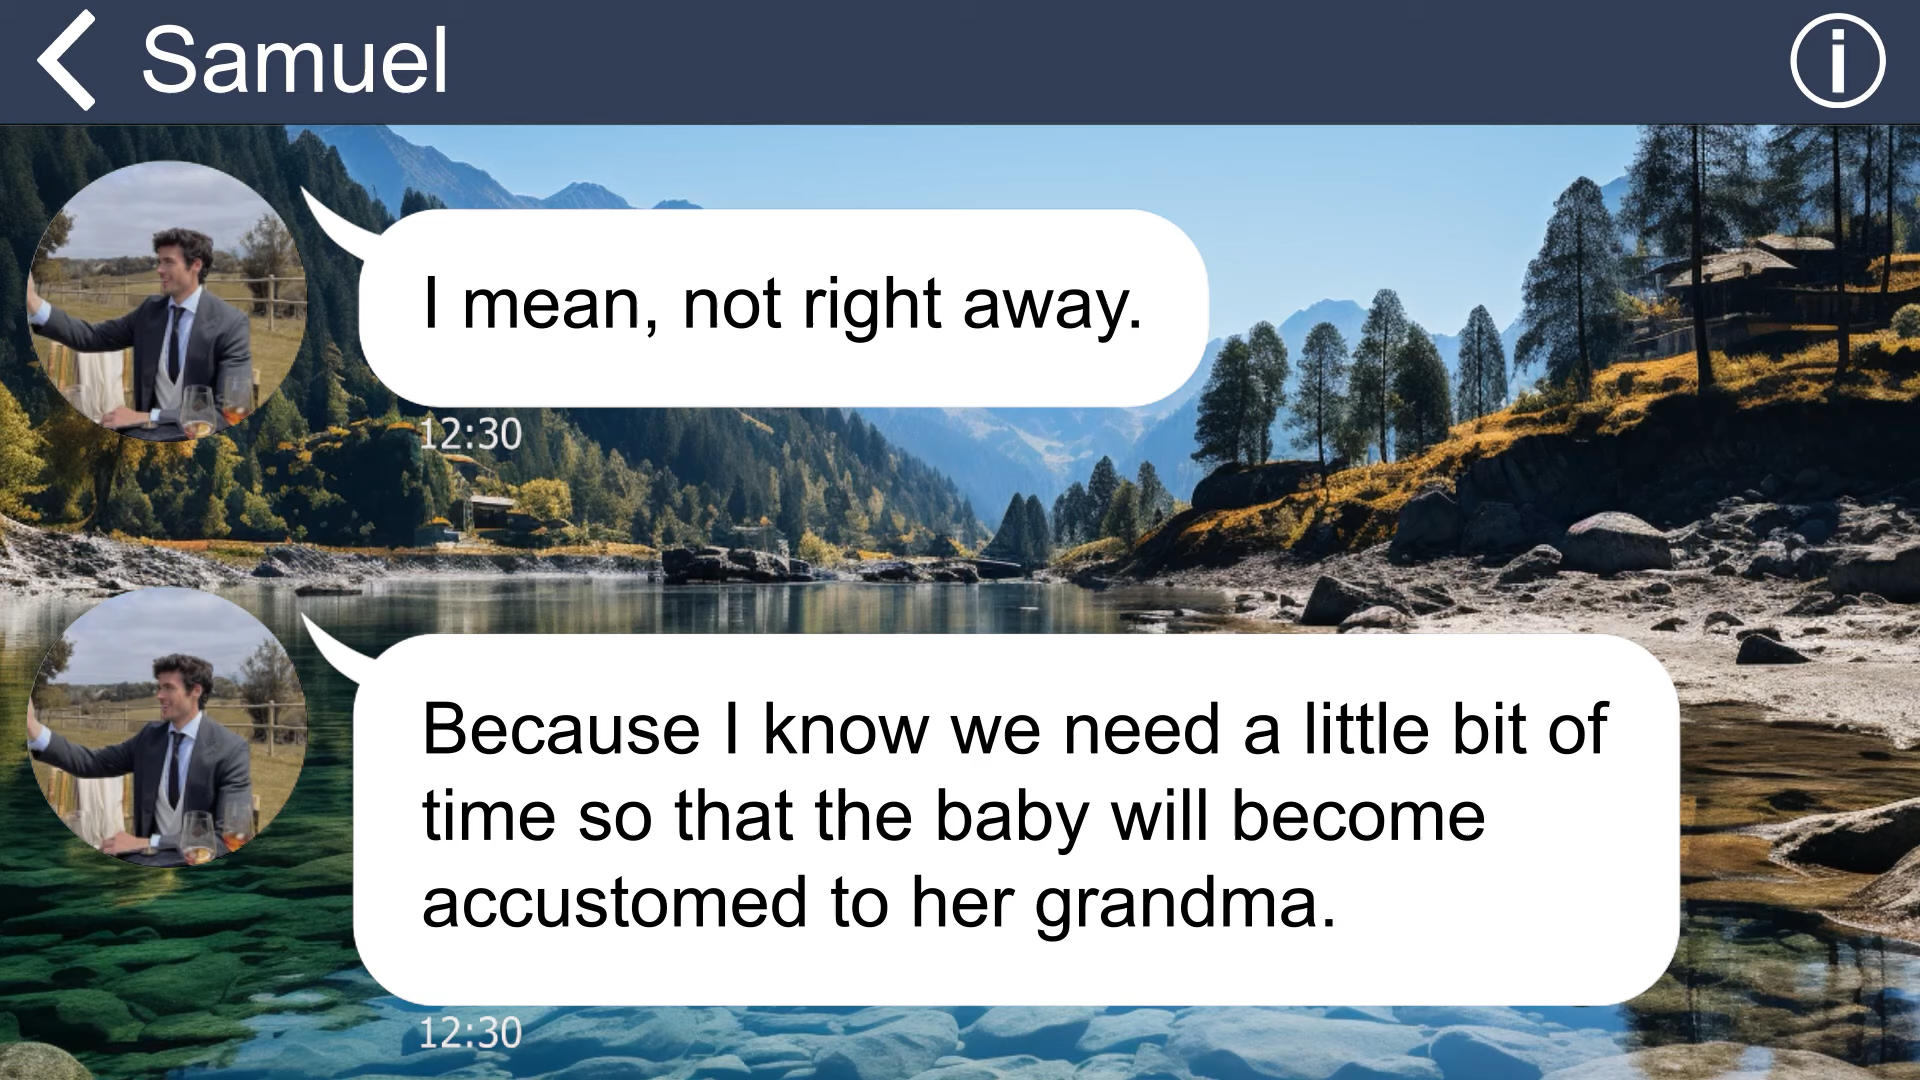 Samuel
I mean, not right away.
12:30
Because I know we need a little bit of
time so that the baby will become
accustomed to her grandma.
12:30